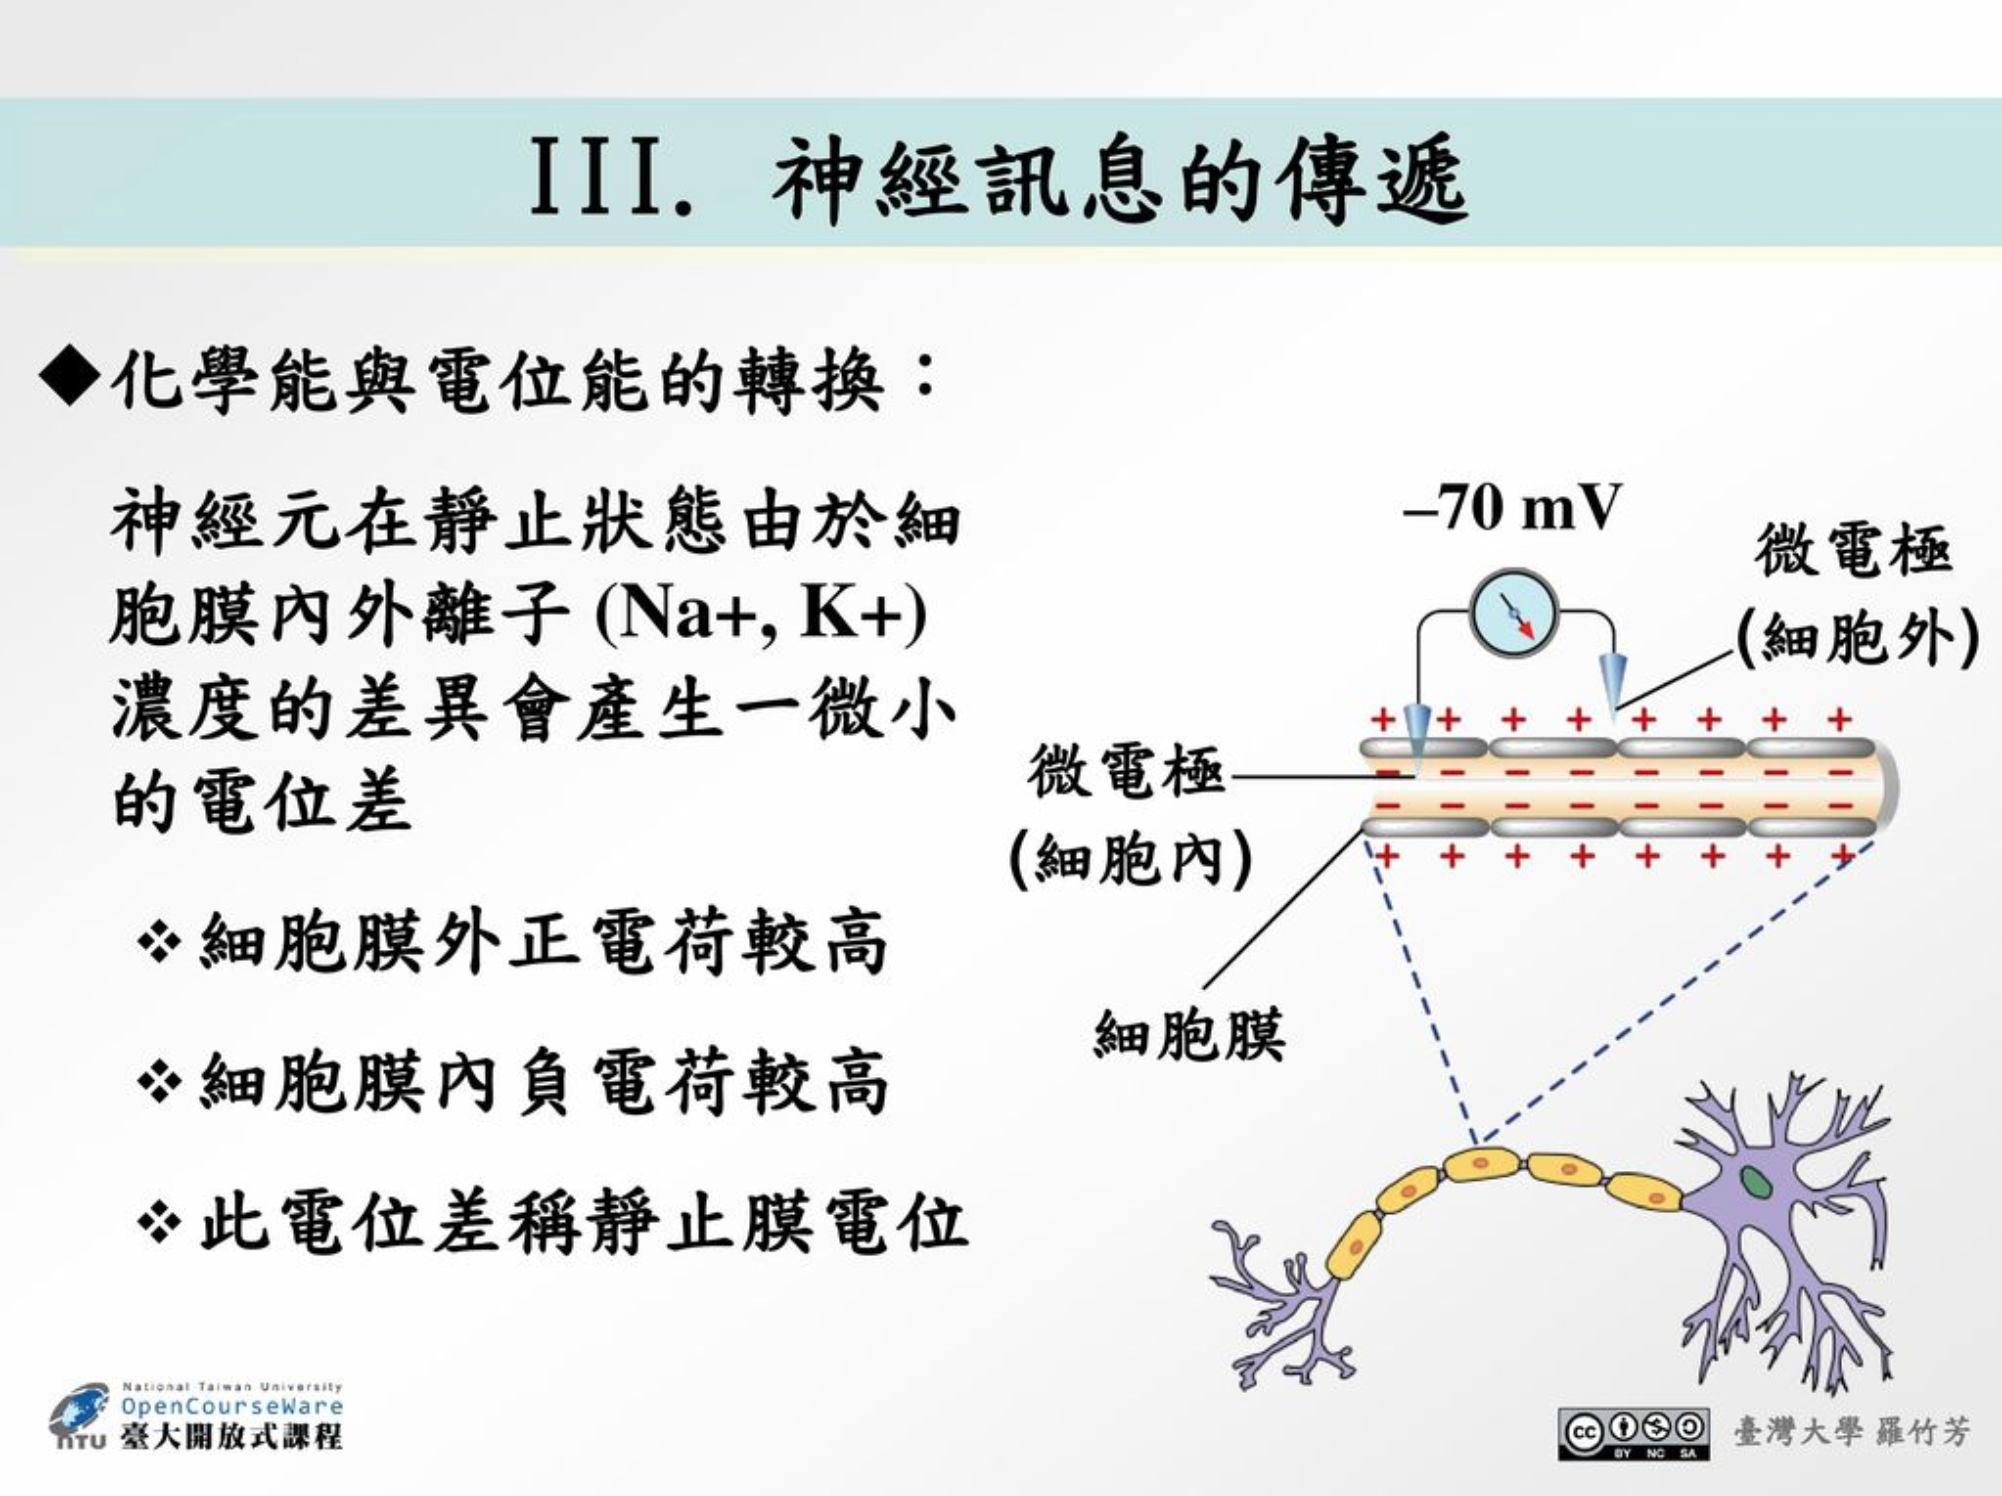 III. 神經訊息的傳遞
◆化學能與電位能的轉換：
神經元在靜止狀態由於細
胞膜內外離子 (Na+, K+)
濃度的差異會產生一微小
的電位差
❖細胞膜外正電荷較高
❖細胞膜內負電荷較高
❖此電位差稱靜止膜電位
–70 mV
微電極
(細胞外)
+ + + + + + + +
微電極
(細胞內)
– – – – – – – –
– – – – – – – –
+ + + + + + + +
細胞膜
National Taiwan University
OpenCourseWare
NTU 臺大開放式課程
cc BY NC SA
臺灣大學 羅竹芳